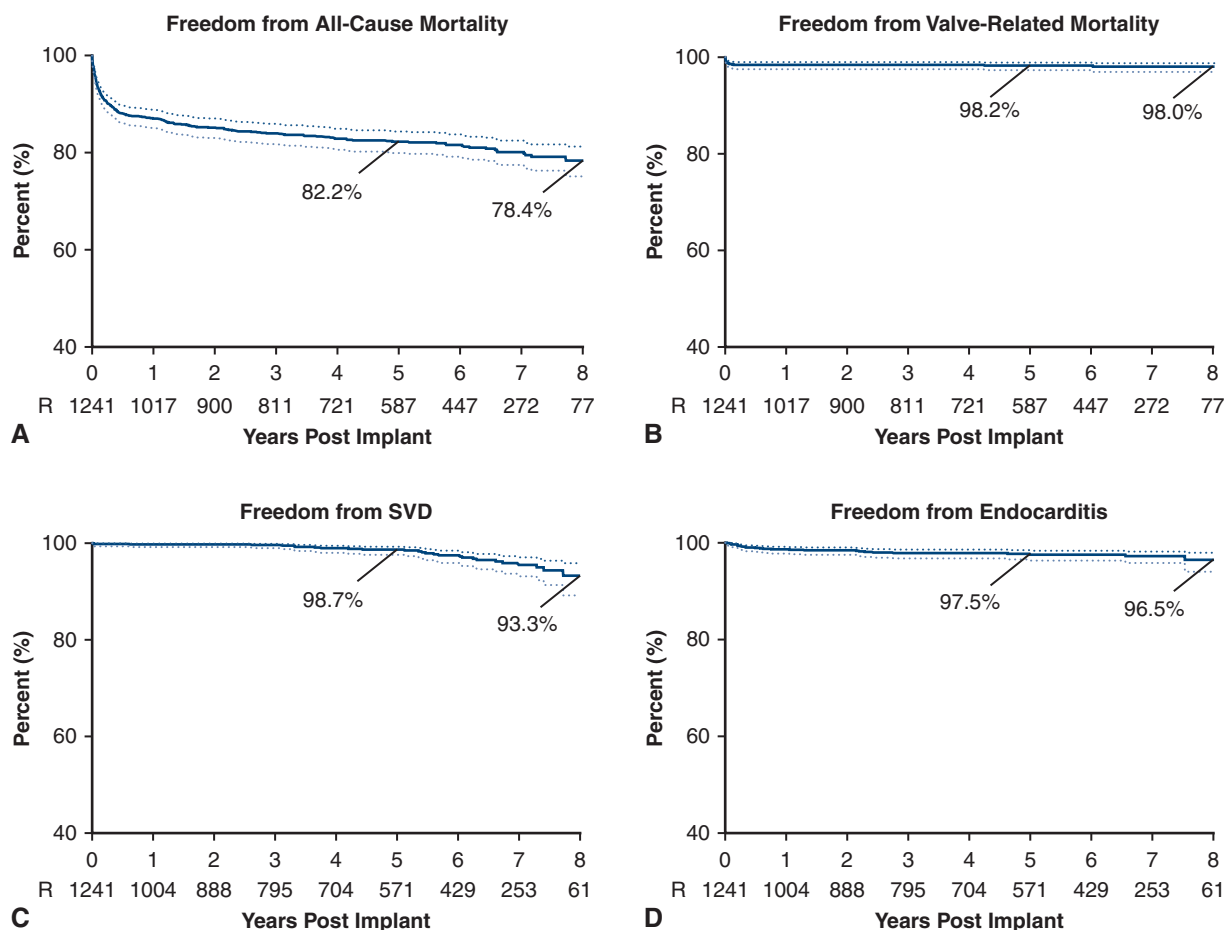 Freedom from All-Cause Mortality
Percent (%)
100
80
60
40
82.2%
78.4%
0 1 2 3 4 5 6 7 8
R 1241 1017 900 811 721 587 447 272 77
A
Years Post Implant
Freedom from Valve-Related Mortality
Percent (%)
100
80
60
40
98.2%
98.0%
0 1 2 3 4 5 6 7 8
R 1241 1017 900 811 721 587 447 272 77
B
Years Post Implant
Freedom from SVD
Percent (%)
100
80
60
40
98.7%
93.3%
0 1 2 3 4 5 6 7 8
R 1241 1004 888 795 704 571 429 253 61
C
Years Post Implant
Freedom from Endocarditis
Percent (%)
100
80
60
40
97.5%
96.5%
0 1 2 3 4 5 6 7 8
R 1241 1004 888 795 704 571 429 253 61
D
Years Post Implant